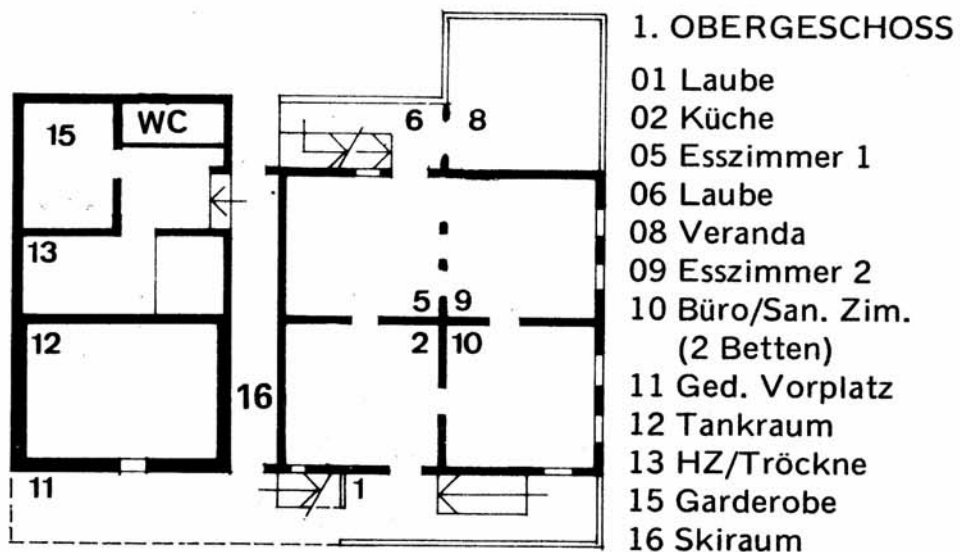 1. OBERGESCHOSS
01 Laube
02 Küche
05 Esszimmer 1
06 Laube
08 Veranda
09 Esszimmer 2
10 Büro/San. Zim.
(2 Betten)
11 Ged. Vorplatz
12 Tankraum
13 HZ/Tröckne
15 Garderobe
16 Skiraum
15 WC 6 8
13
5 9
12 2 10
16
11 1